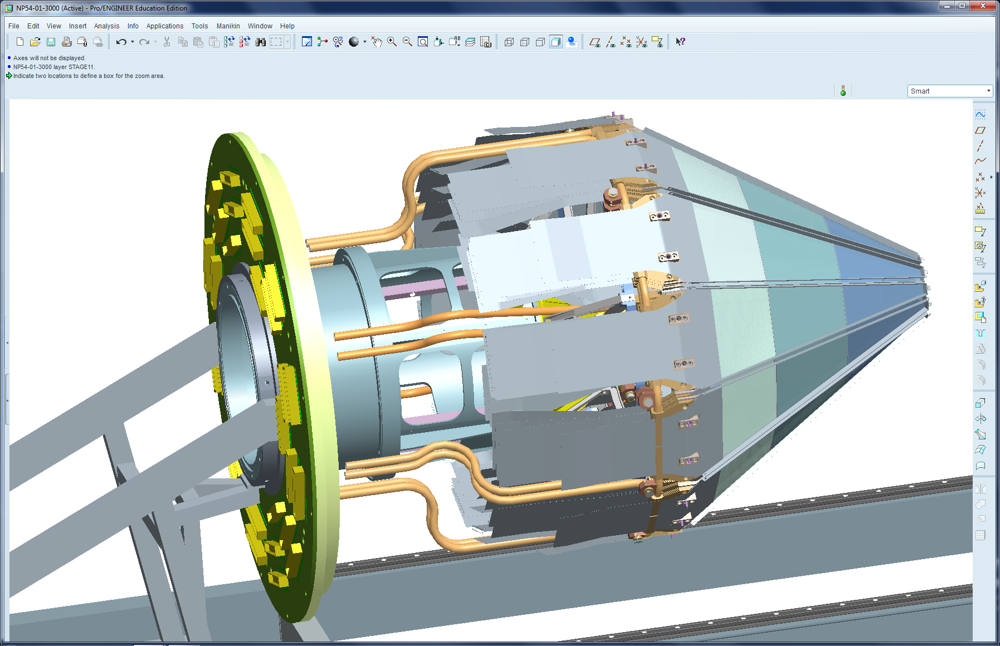 NP54-01-3000 (Active) - Pro/ENGINEER Education Edition
File Edit View Insert Analysis Info Applications Tools Manikin Window Help
Axes will not be displayed.
NP54-01-3000 layer STAGE11.
Indicate two locations to define a box for the zoom area.
Smart